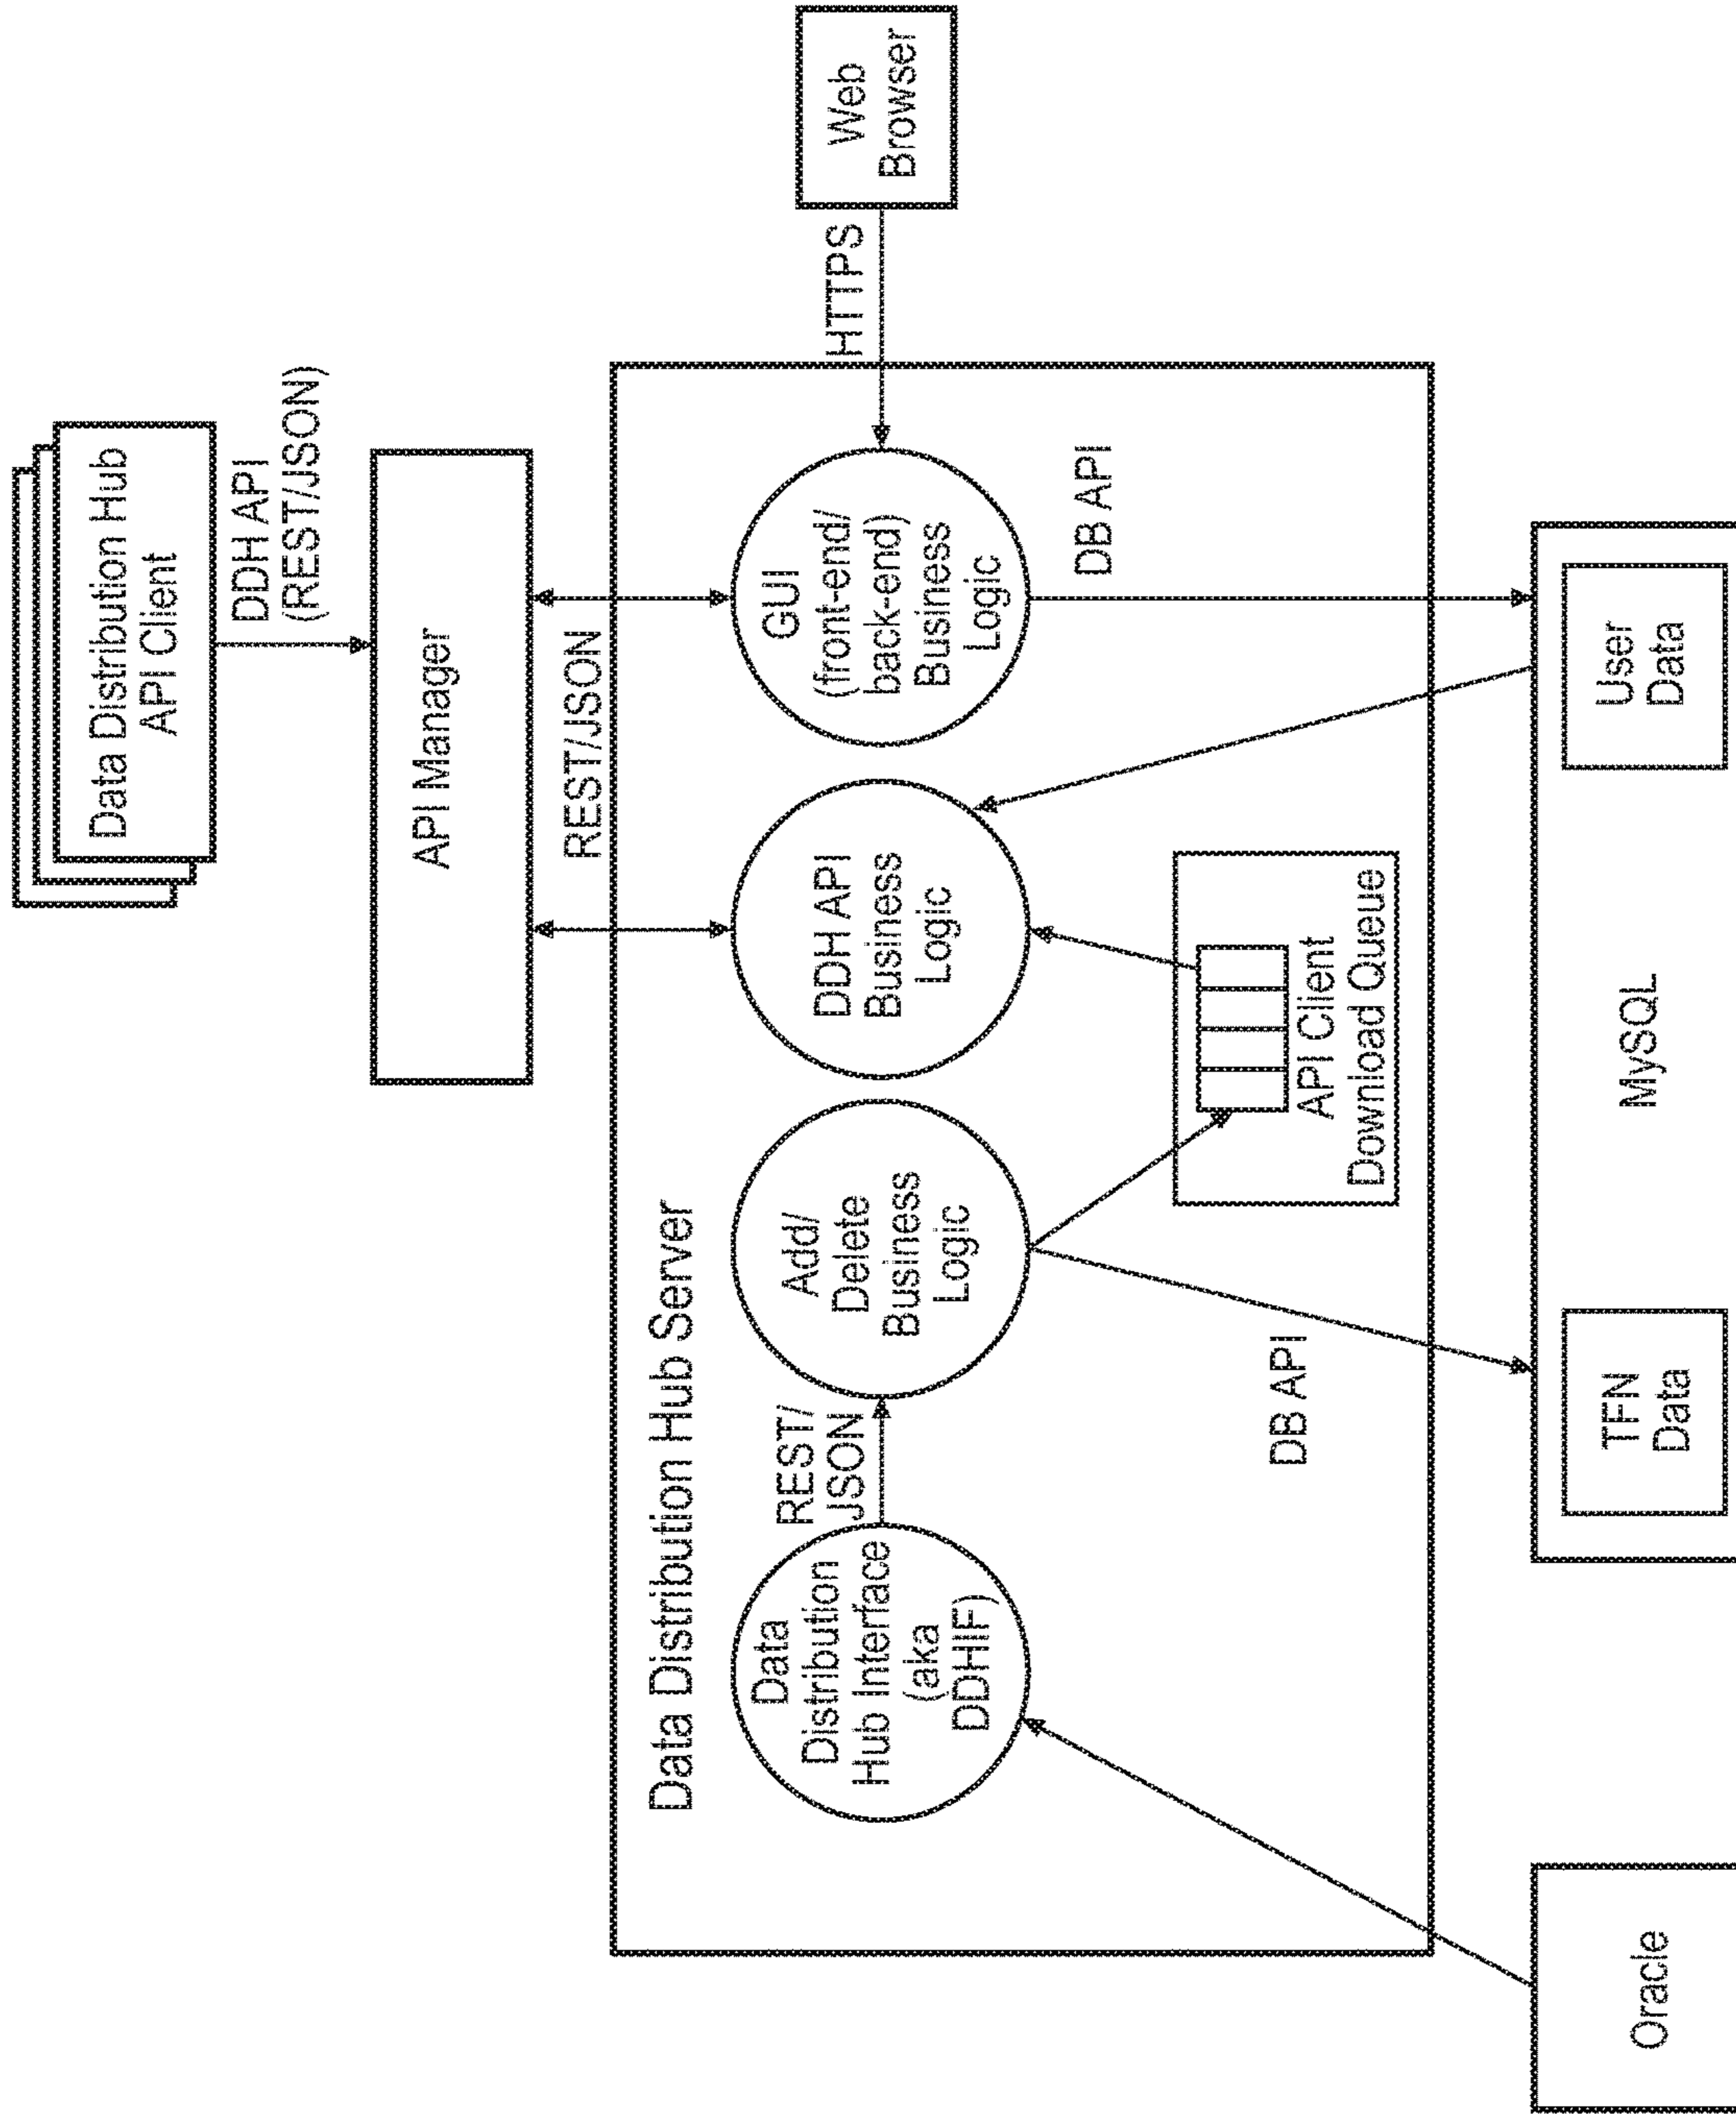 Data Distribution Hub
API Client
DDH API
(REST/JSON)
API Manager
REST/JSON
Data Distribution Hub Server
Data
Distribution
Hub Interface
(aka
DDHIF)
REST/
JSON
Add/
Delete
Business
Logic
DDH API
Business
Logic
GUI
(front-end/
back-end)
Business
Logic
HTTPS
Web
Browser
API Client
Download Queue
DB API
DB API
Oracle
TFN
Data
MySQL
User
Data